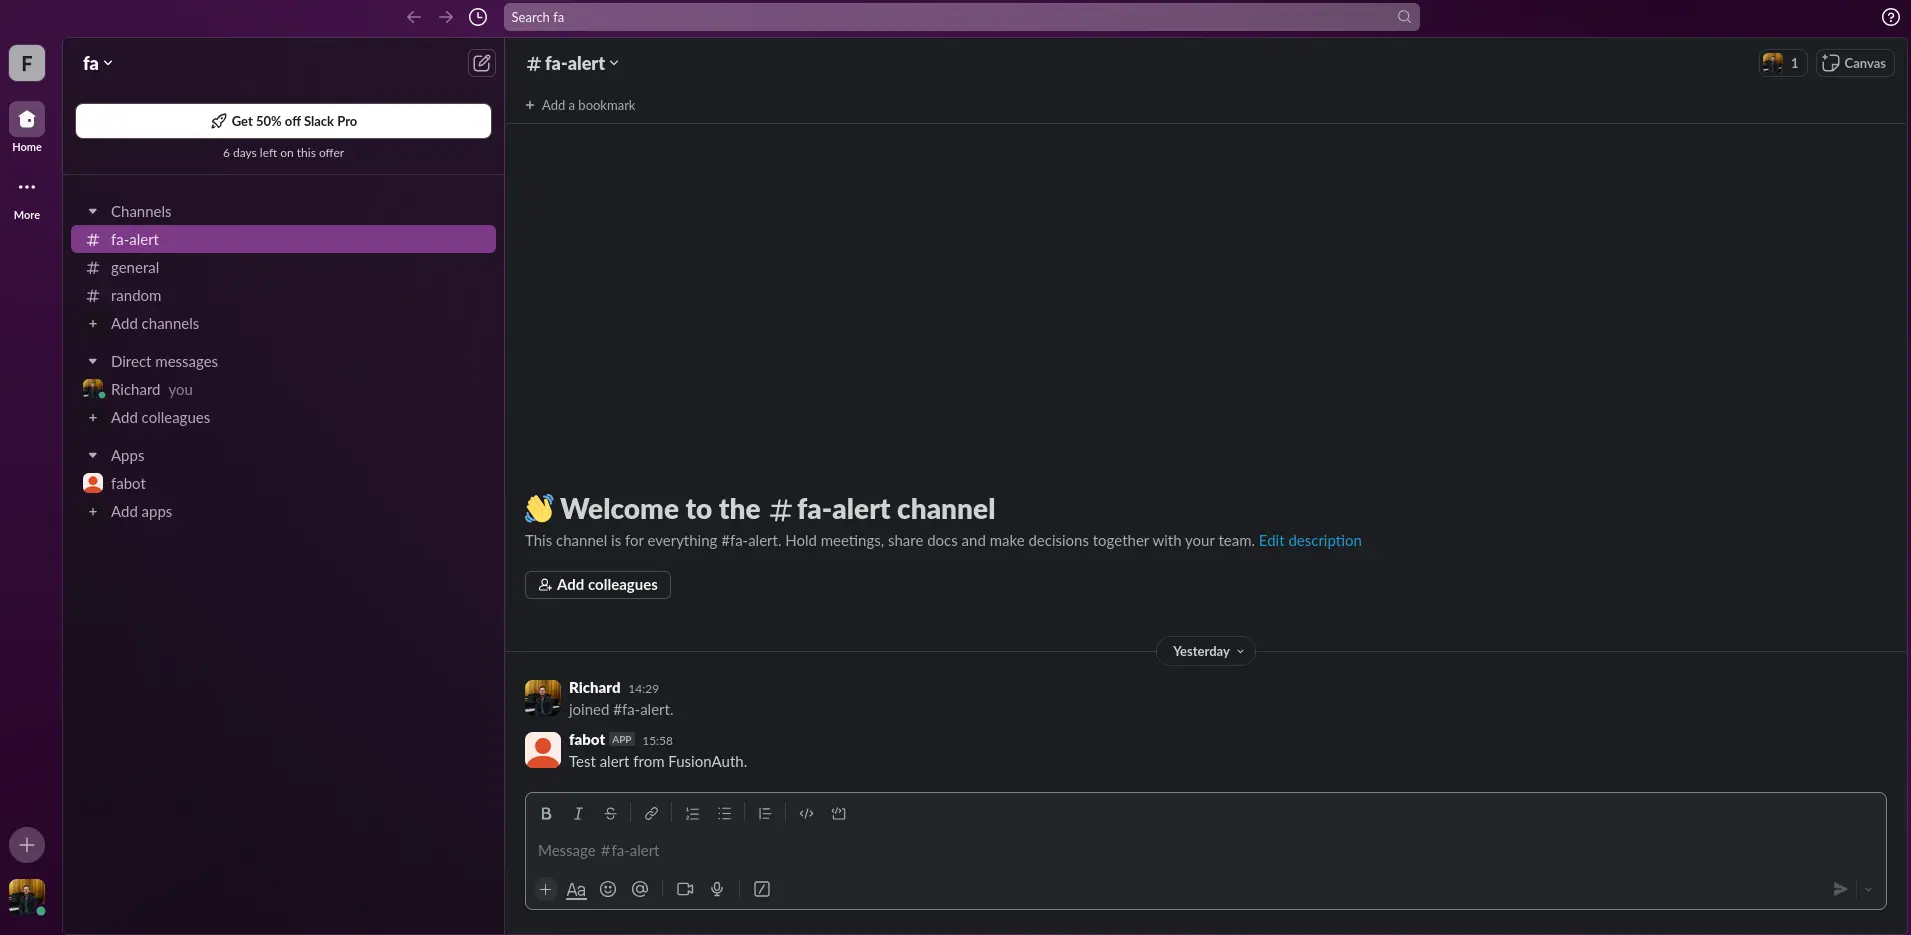 Search fa
F
Home
More
fa
Get 50% off Slack Pro
6 days left on this offer
Channels
# fa-alert
# general
# random
+ Add channels
Direct messages
Richard you
+ Add colleagues
Apps
fabot
+ Add apps
# fa-alert
1
Canvas
+ Add a bookmark
Welcome to the # fa-alert channel
This channel is for everything #fa-alert. Hold meetings, share docs and make decisions together with your team. Edit description
Add colleagues
Yesterday
Richard 14:29
joined #fa-alert.
fabot APP 15:58
Test alert from FusionAuth.
Message #fa-alert
Aa